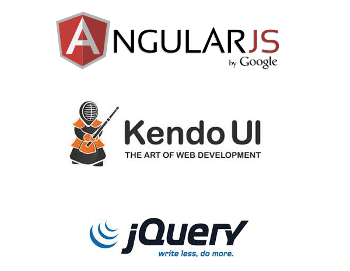 ANGULARJS
by Google
Kendo UI
THE ART OF WEB DEVELOPMENT
jQuery
write less, do more.